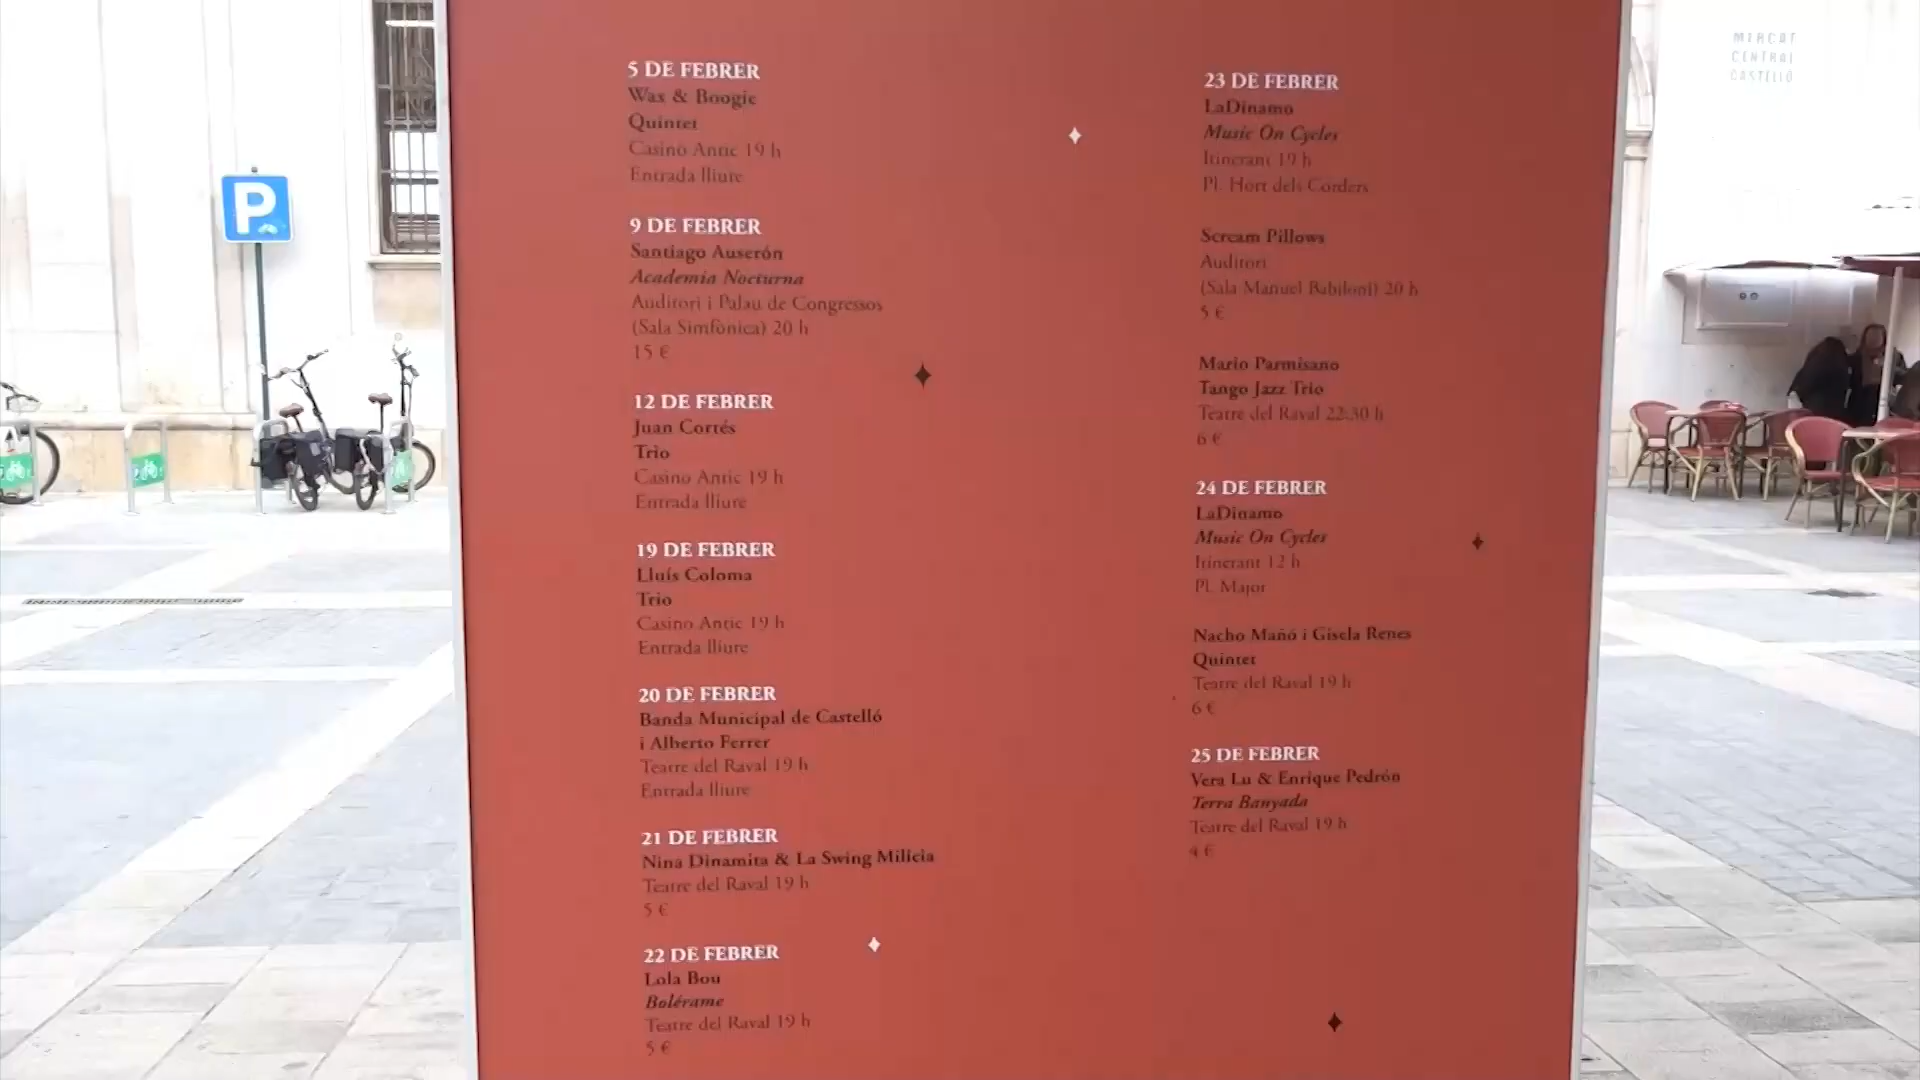 5 DE FEBRER
Wax & Boogie
Quintet
Casino Antic 19 h
Entrada lliure
9 DE FEBRER
Santiago Auserón
Academia Nocturna
Auditori i Palau de Congressos
(Sala Simfònica) 20 h
15 €
12 DE FEBRER
Juan Cortés
Trio
Casino Antic 19 h
Entrada lliure
19 DE FEBRER
Lluís Coloma
Trio
Casino Antic 19 h
Entrada lliure
20 DE FEBRER
Banda Municipal de Castelló
i Alberto Ferrer
Teatre del Raval 19 h
Entrada lliure
21 DE FEBRER
Nina Dinamita & La Swing Milícia
Teatre del Raval 19 h
5 €
22 DE FEBRER
Lola Bou
Bolérame
Teatre del Raval 19 h
5 €
23 DE FEBRER
LaDinamo
Music On Cycles
Itinerant 19 h
Pl. Hort dels Corders
Scream Pillows
Auditori
(Sala Manuel Babiloni) 20 h
5 €
Mario Parmisano
Tango Jazz Trio
Teatre del Raval 22:30 h
6 €
24 DE FEBRER
LaDinamo
Music On Cycles
Itinerant 12 h
Pl. Major
Nacho Mañó i Gisela Renes
Quintet
Teatre del Raval 19 h
6 €
25 DE FEBRER
Vera Lu & Enrique Pedrón
Terra Banyada
Teatre del Raval 19 h
4 €
P
MERCAT
CENTRAL
CASTELLÓ